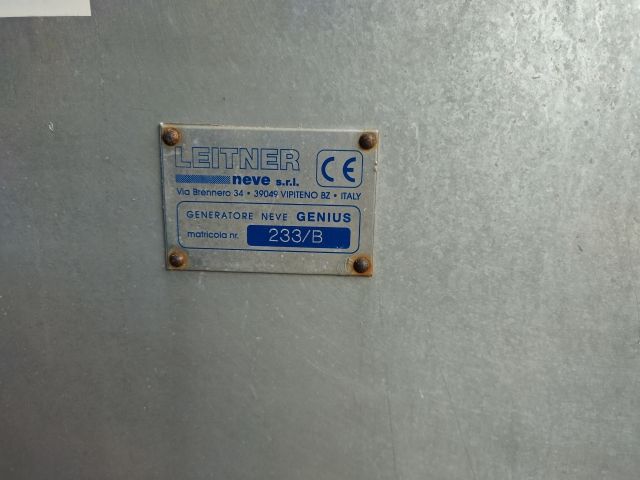 LEITNER
neve s.r.l.
CE
Via Brennero 34 • 39049 VIPITENO BZ • ITALY
GENERATORE NEVE GENIUS
matricola nr. 233/B